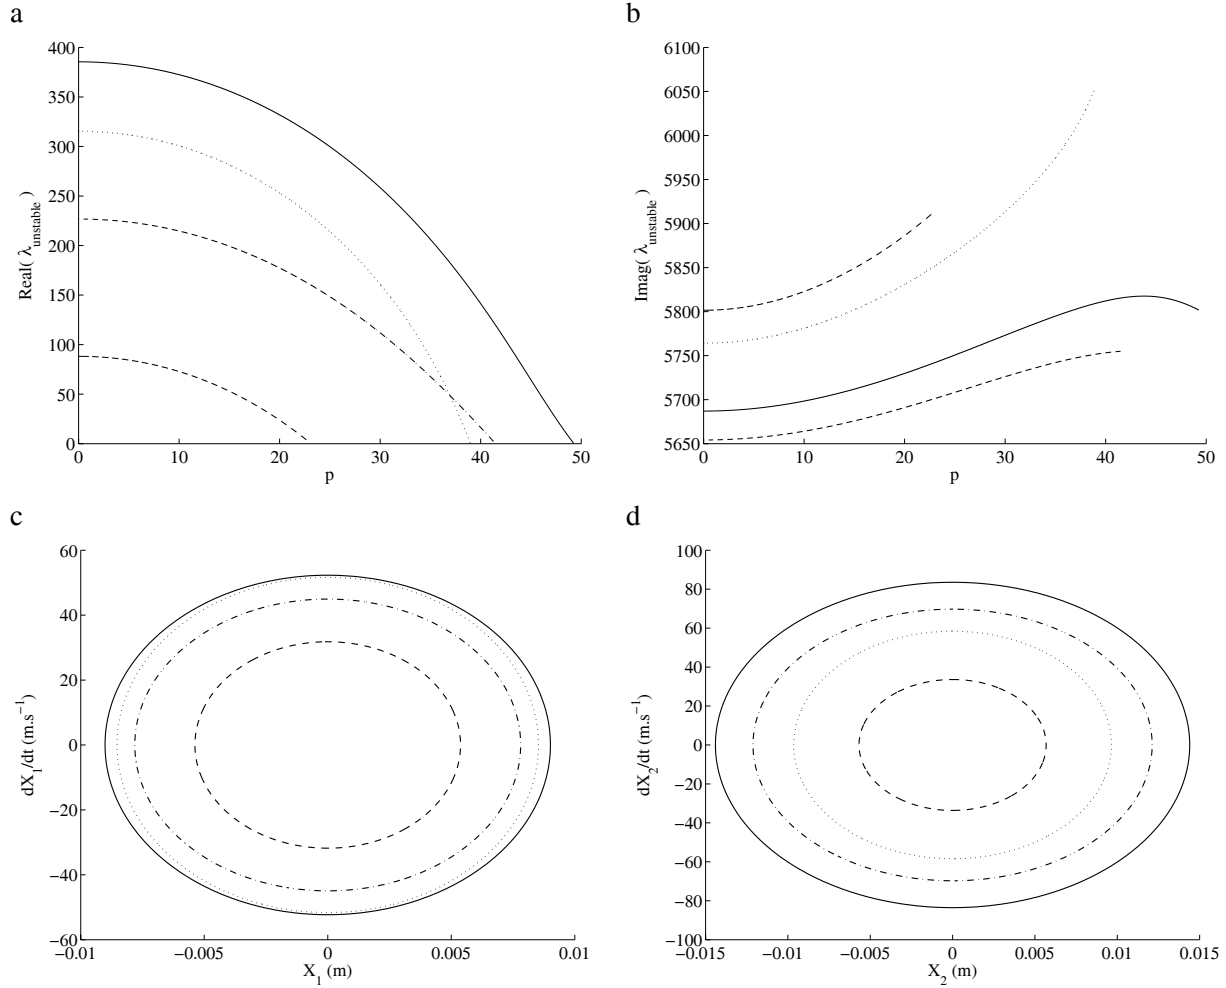 a
400
350
300
250
200
150
100
50
0
0 10 20 30 40 50
Real( λunstable )
p
b
6100
6050
6000
5950
5900
5850
5800
5750
5700
5650
0 10 20 30 40 50
Imag( λunstable )
p
c
60
40
20
0
−20
−40
−60
−0.01 −0.005 0 0.005 0.01
dX1/dt (m.s−1)
X1 (m)
d
100
80
60
40
20
0
−20
−40
−60
−80
−100
−0.015 −0.01 −0.005 0 0.005 0.01 0.015
dX2/dt (m.s−1)
X2 (m)